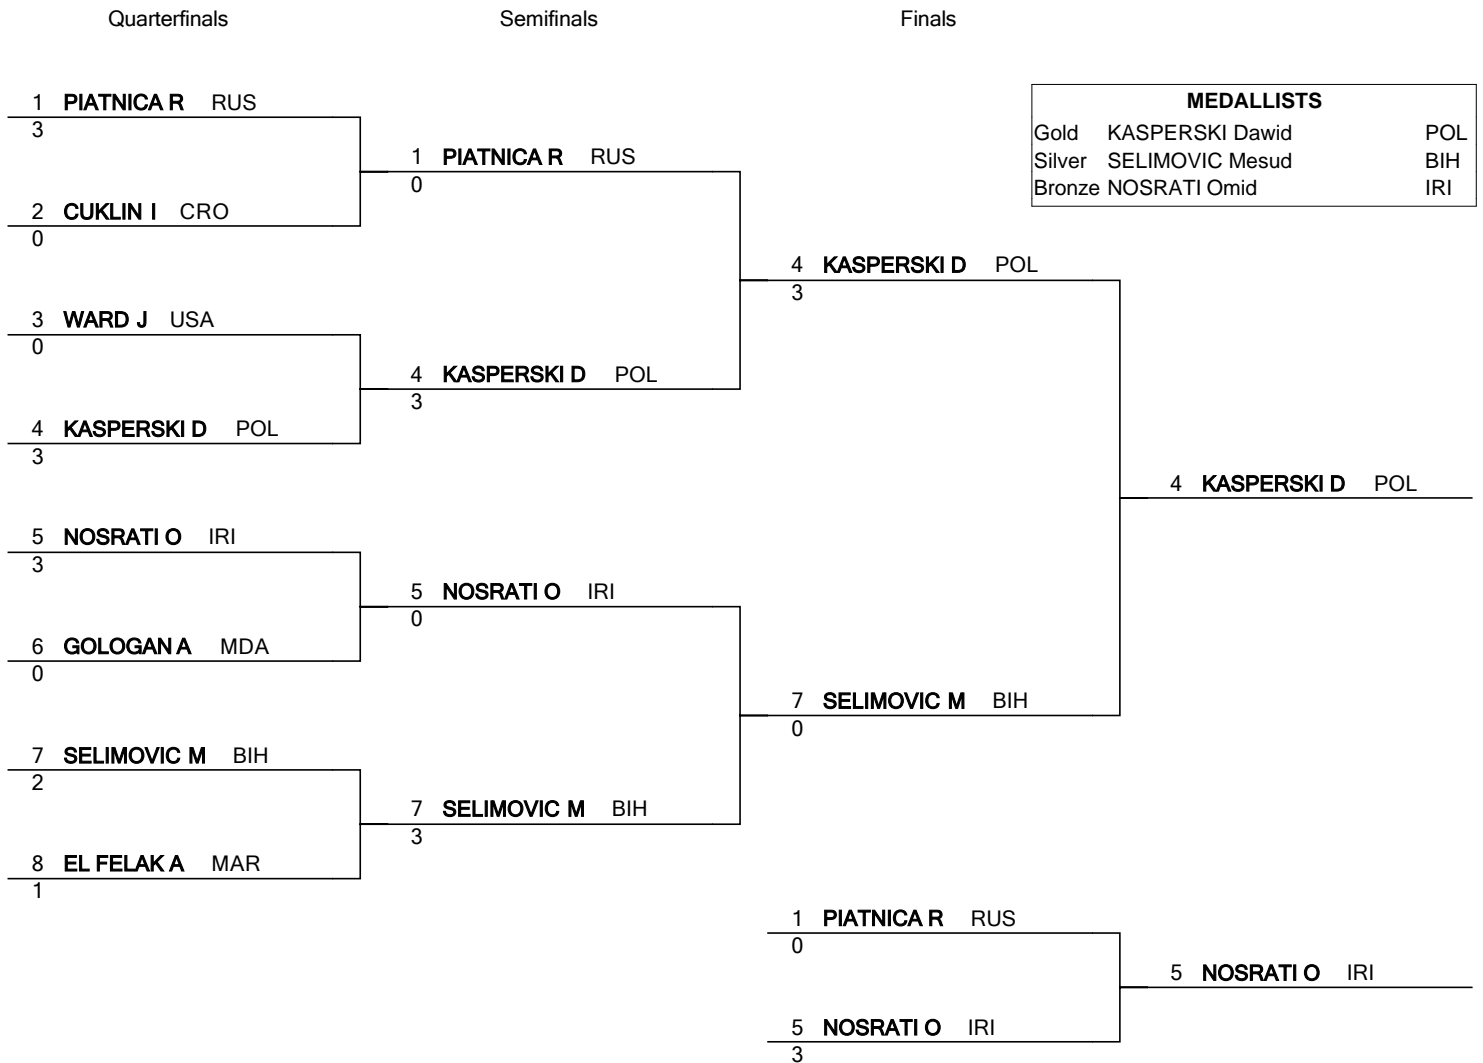 Quarterfinals Semifinals Finals
1 PIATNICA R RUS
3
2 CUKLIN I CRO
0
3 WARD J USA
0
4 KASPERSKI D POL
3
5 NOSRATI O IRI
3
6 GOLOGAN A MDA
0
7 SELIMOVIC M BIH
2
8 EL FELAK A MAR
1
1 PIATNICA R RUS
0
4 KASPERSKI D POL
3
5 NOSRATI O IRI
0
7 SELIMOVIC M BIH
3
4 KASPERSKI D POL
3
7 SELIMOVIC M BIH
0
4 KASPERSKI D POL
1 PIATNICA R RUS
0
5 NOSRATI O IRI
3
5 NOSRATI O IRI
MEDALLISTS
Gold KASPERSKI Dawid POL
Silver SELIMOVIC Mesud BIH
Bronze NOSRATI Omid IRI